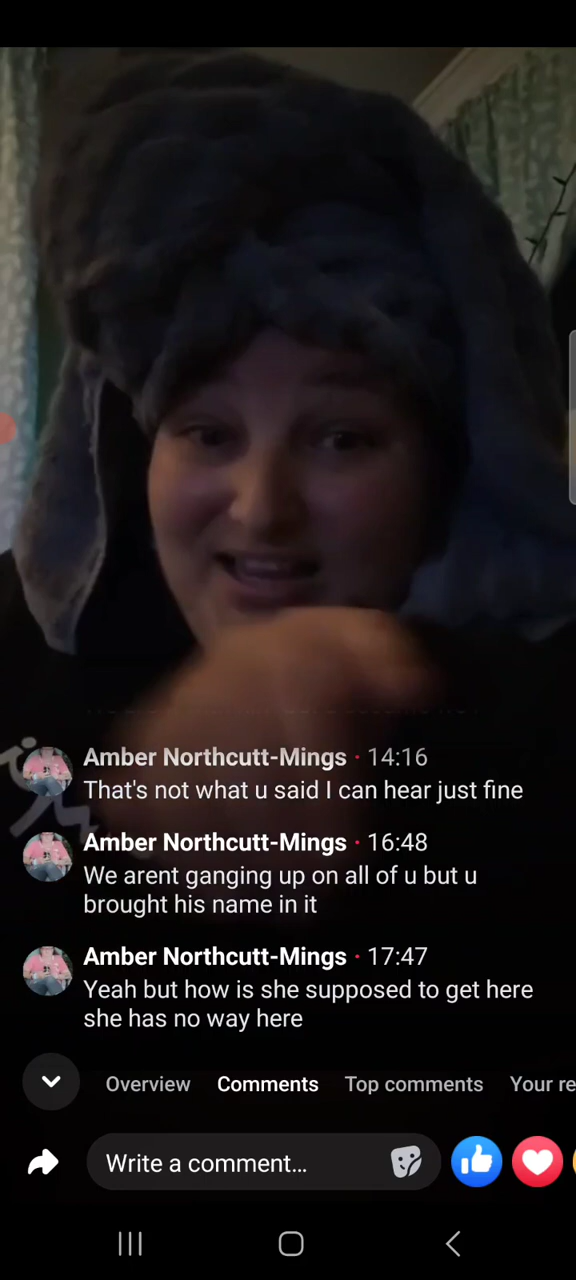 Amber Northcutt-Mings · 14:16
That's not what u said I can hear just fine
Amber Northcutt-Mings · 16:48
We arent ganging up on all of u but u
brought his name in it
Amber Northcutt-Mings · 17:47
Yeah but how is she supposed to get here
she has no way here
Overview Comments Top comments Your re
Write a comment...